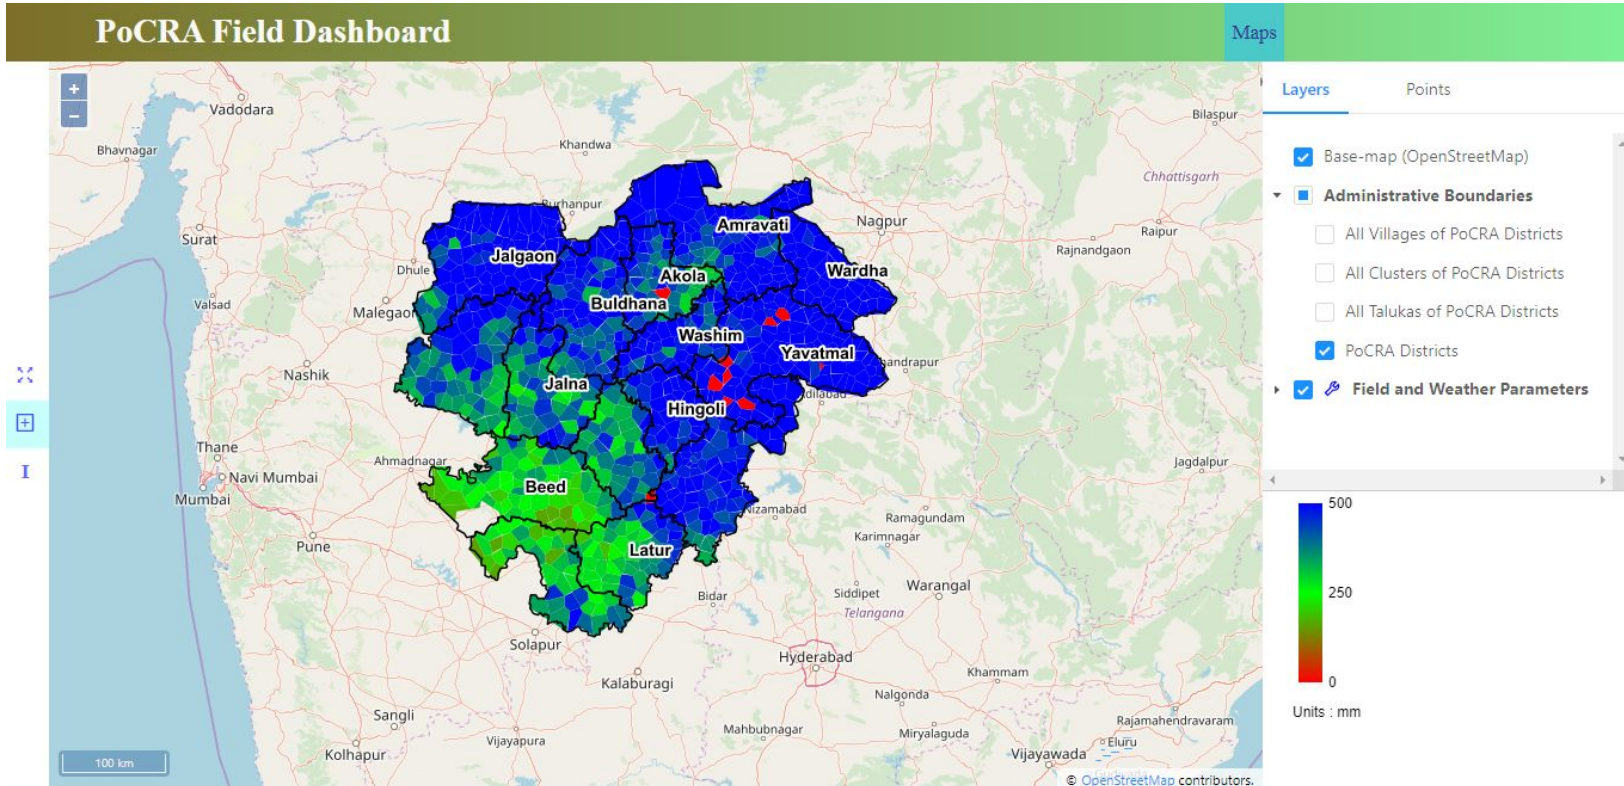 PoCRA Field Dashboard
Maps
+
−
Layers
Points
Base-map (OpenStreetMap)
Administrative Boundaries
All Villages of PoCRA Districts
All Clusters of PoCRA Districts
All Talukas of PoCRA Districts
PoCRA Districts
Field and Weather Parameters
500
250
0
Units : mm
Vadodara
Bhavnagar
Khandwa
Bilaspur
Chhattisgarh
Burhanpur
Nagpur
Raipur
Rajnandgaon
Surat
Dhule
Valsad
Malegaon
Amravati
Jalgaon
Akola
Wardha
Buldhana
Washim
Yavatmal
Chandrapur
Nashik
Jalna
Adilabad
Hingoli
Thane
Navi Mumbai
Mumbai
Ahmadnagar
Beed
Jagdalpur
Nizamabad
Ramagundam
Karimnagar
Pune
Latur
Warangal
Bidar
Siddipet
Telangana
Solapur
Hyderabad
Kalaburagi
Khammam
Nalgonda
Sangli
Rajamahendravaram
Mahbubnagar
Miryalaguda
Vijayapura
Eluru
Kolhapur
Vijayawada
100 km
© OpenStreetMap contributors.